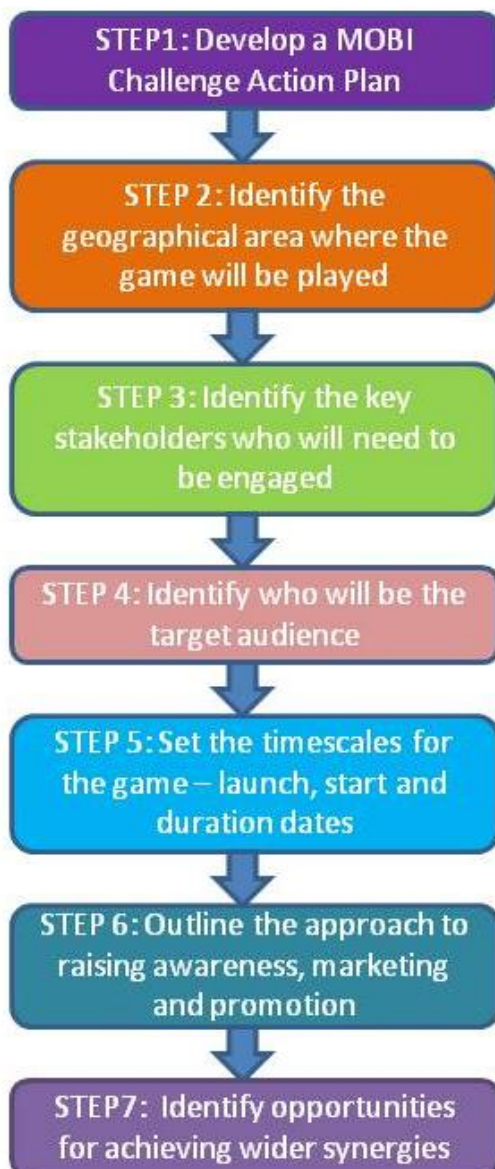 STEP1: Develop a MOBI
Challenge Action Plan
STEP 2: Identify the
geographical area where the
game will be played
STEP 3: Identify the key
stakeholders who will need to
be engaged
STEP 4: Identify who will be the
target audience
STEP 5: Set the timescales for
the game – launch, start and
duration dates
STEP 6: Outline the approach to
raising awareness, marketing
and promotion
STEP7: Identify opportunities
for achieving wider synergies